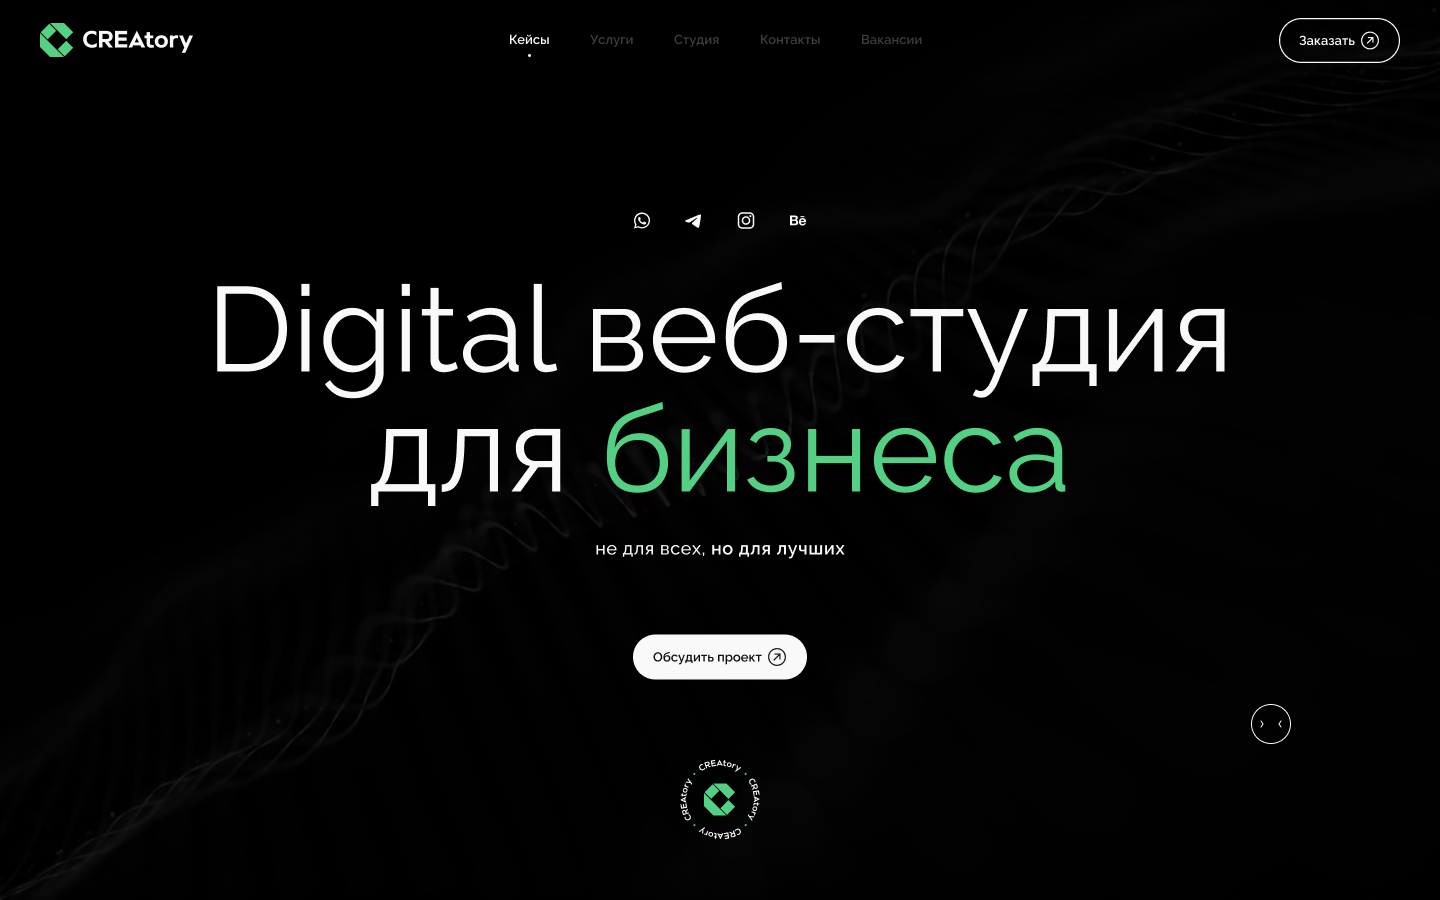 CREAtory
Кейсы Услуги Студия Контакты Вакансии
Заказать
Bē
Digital веб-студия
для бизнеса
не для всех, но для лучших
Обсудить проект
CREAtory • CREAtory • CREAtory • CREAtory •